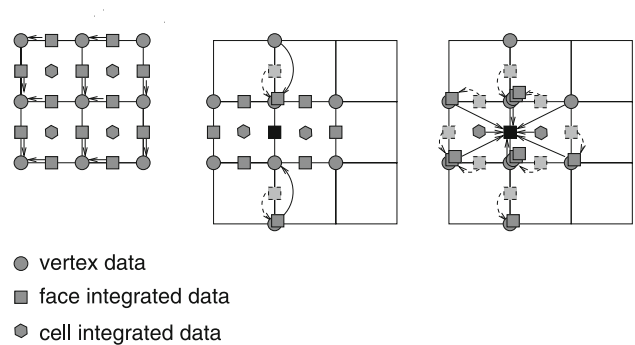 vertex data
face integrated data
cell integrated data